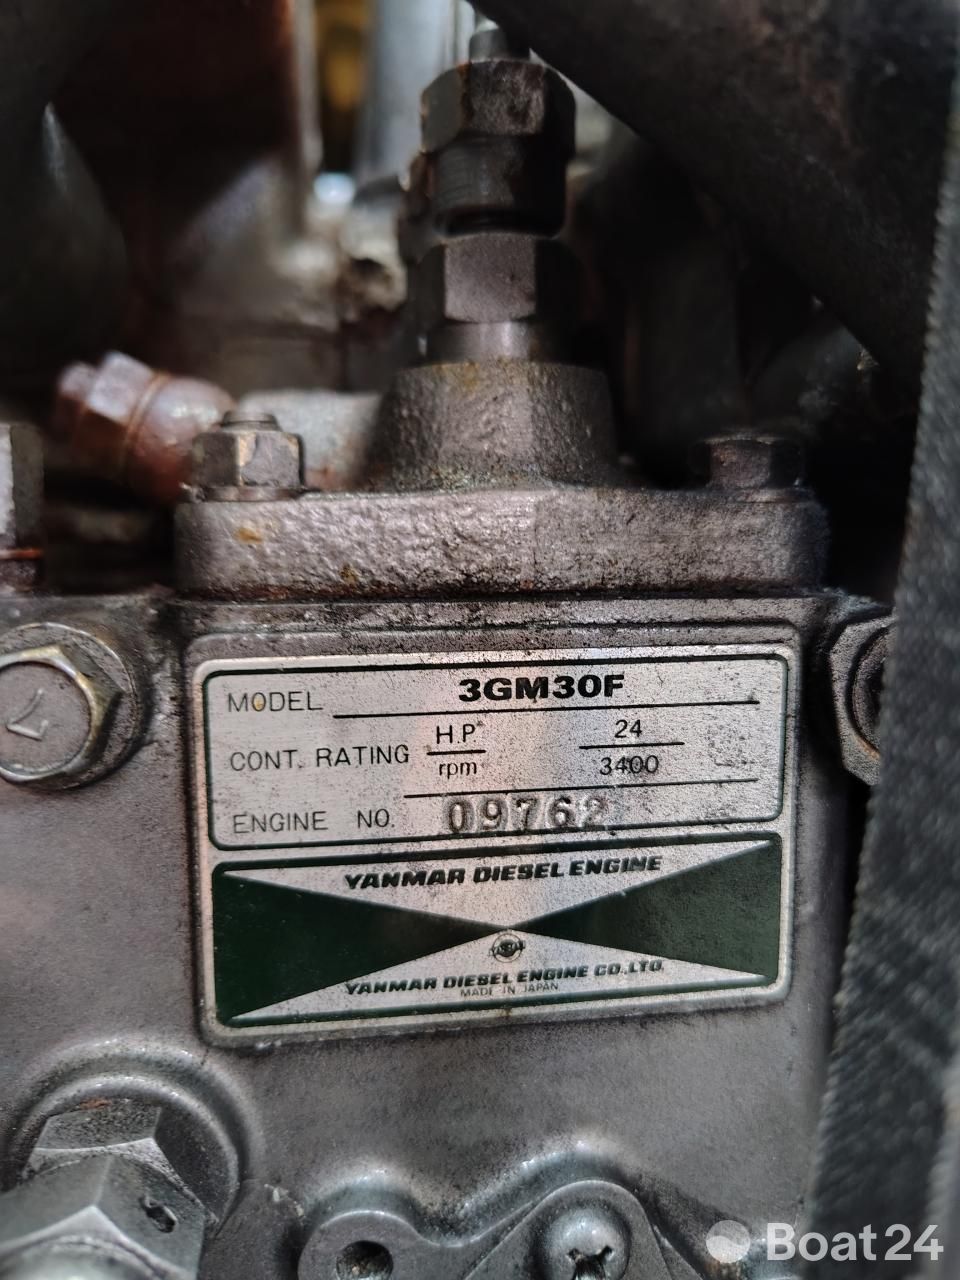 MODEL 3GM30F
CONT. RATING H.P. 24
rpm 3400
ENGINE NO. 09762
YANMAR DIESEL ENGINE
YANMAR DIESEL ENGINE CO., LTD.
MADE IN JAPAN
7
Boat24